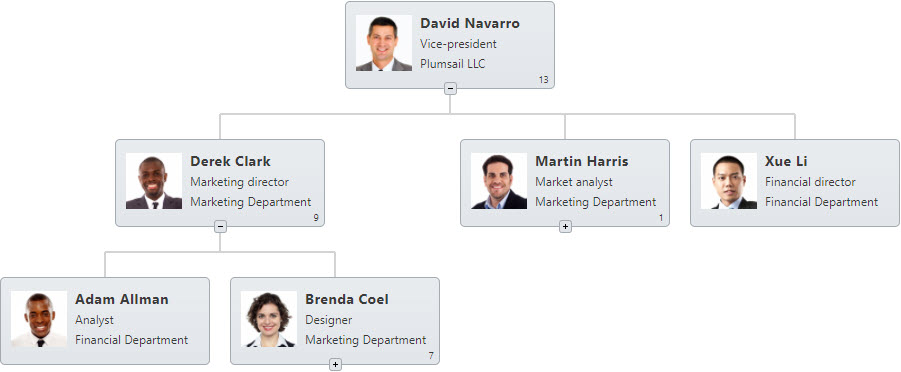 David Navarro
Vice-president
Plumsail LLC
13
Derek Clark
Marketing director
Marketing Department
9
Martin Harris
Market analyst
Marketing Department
1
Xue Li
Financial director
Financial Department
Adam Allman
Analyst
Financial Department
Brenda Coel
Designer
Marketing Department
7